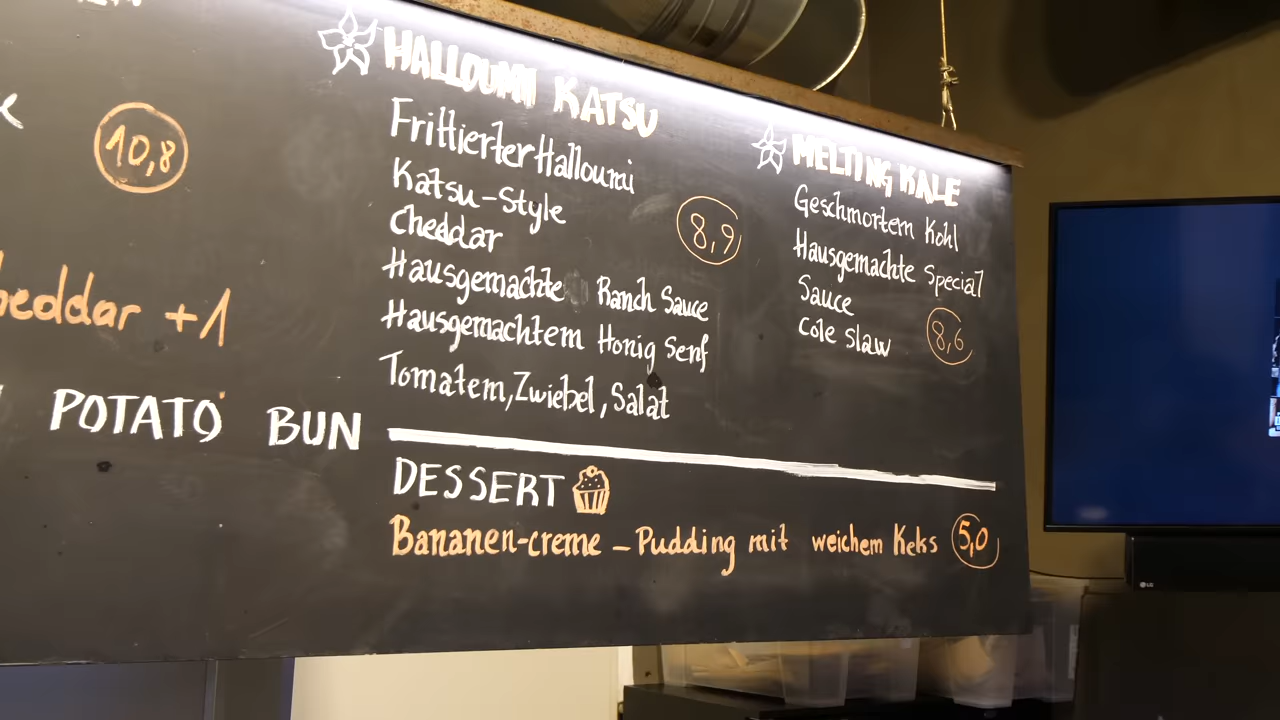 10,8
cheddar +1
POTATO BUN
HALLOUMI KATSU
Frittierter Halloumi
Katsu-Style
Cheddar
8,9
Hausgemachte Ranch Sauce
Hausgemachtem Honig Senf
Tomatem, Zwiebel, Salat
MELTING KALE
Geschmortem Kohl
Hausgemachte Special
Sauce
Cole Slaw
8,6
DESSERT
Bananen-creme – Pudding mit weichem Keks 5,0
LG